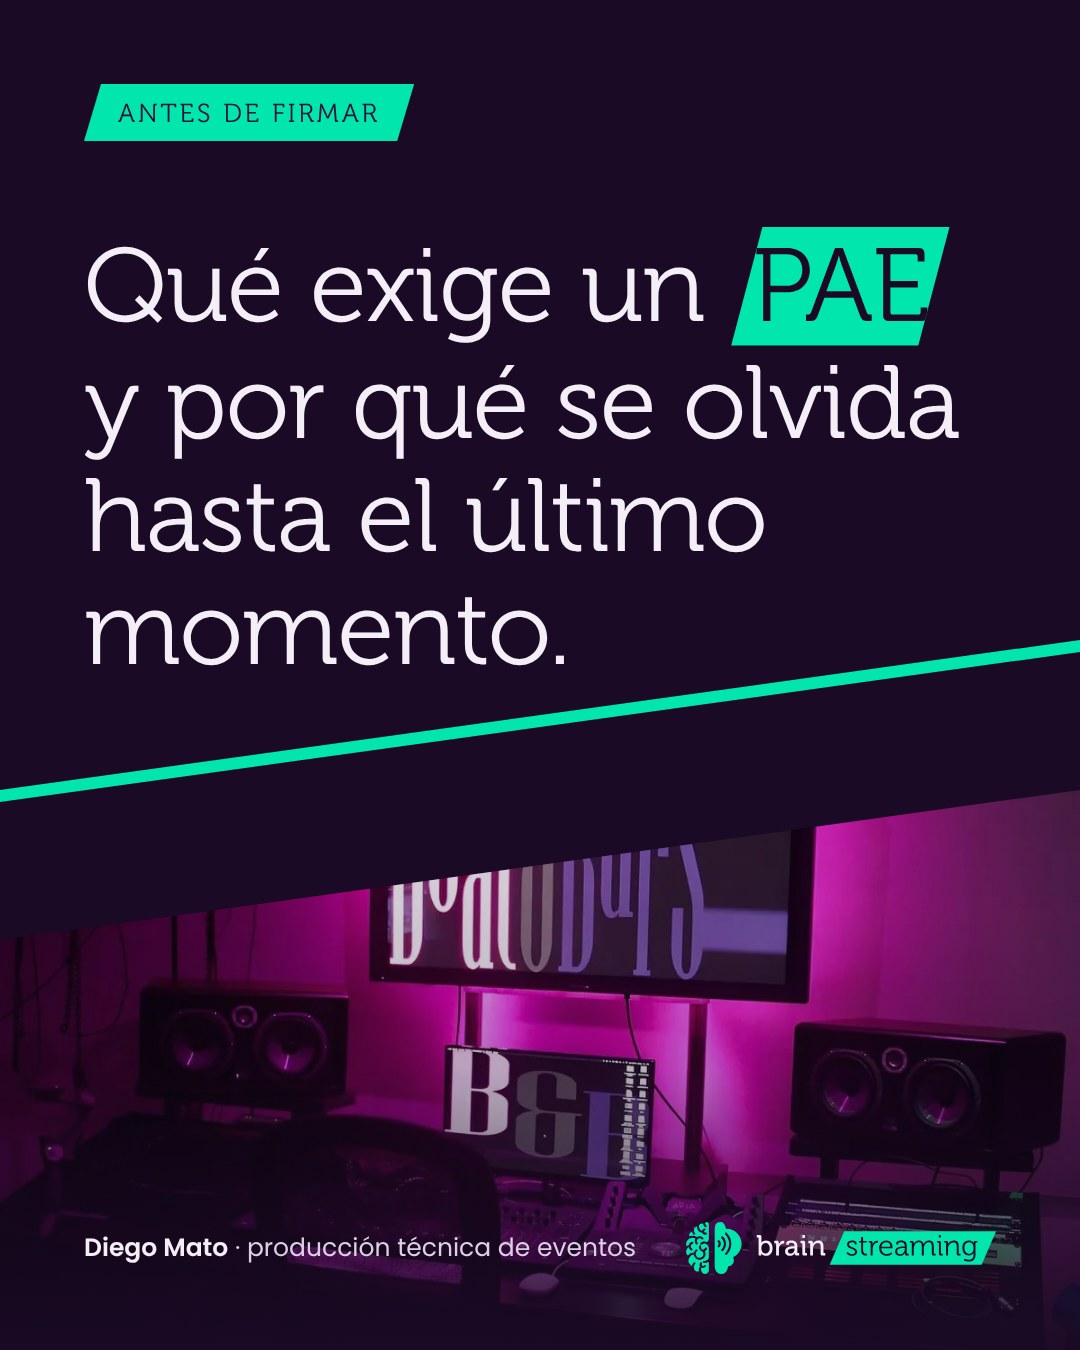 ANTES DE FIRMAR
Qué exige un PAE
y por qué se olvida
hasta el último
momento.
B&
Diego Mato · producción técnica de eventos
brain streaming